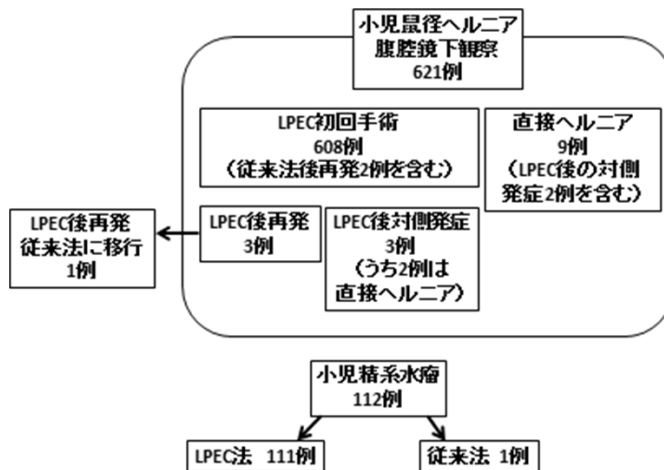 小児鼠径ヘルニア
腹腔鏡下観察
621例
LPEC初回手術
608例
(従来法後再発2例を含む)
直接ヘルニア
9例
(LPEC後の対側
発症2例を含む)
LPEC後再発
従来法に移行
1例
LPEC後再発
3例
LPEC後対側発症
3例
(うち2例は
直接ヘルニア)
小児精系水瘤
112例
LPEC法 111例
従来法 1例